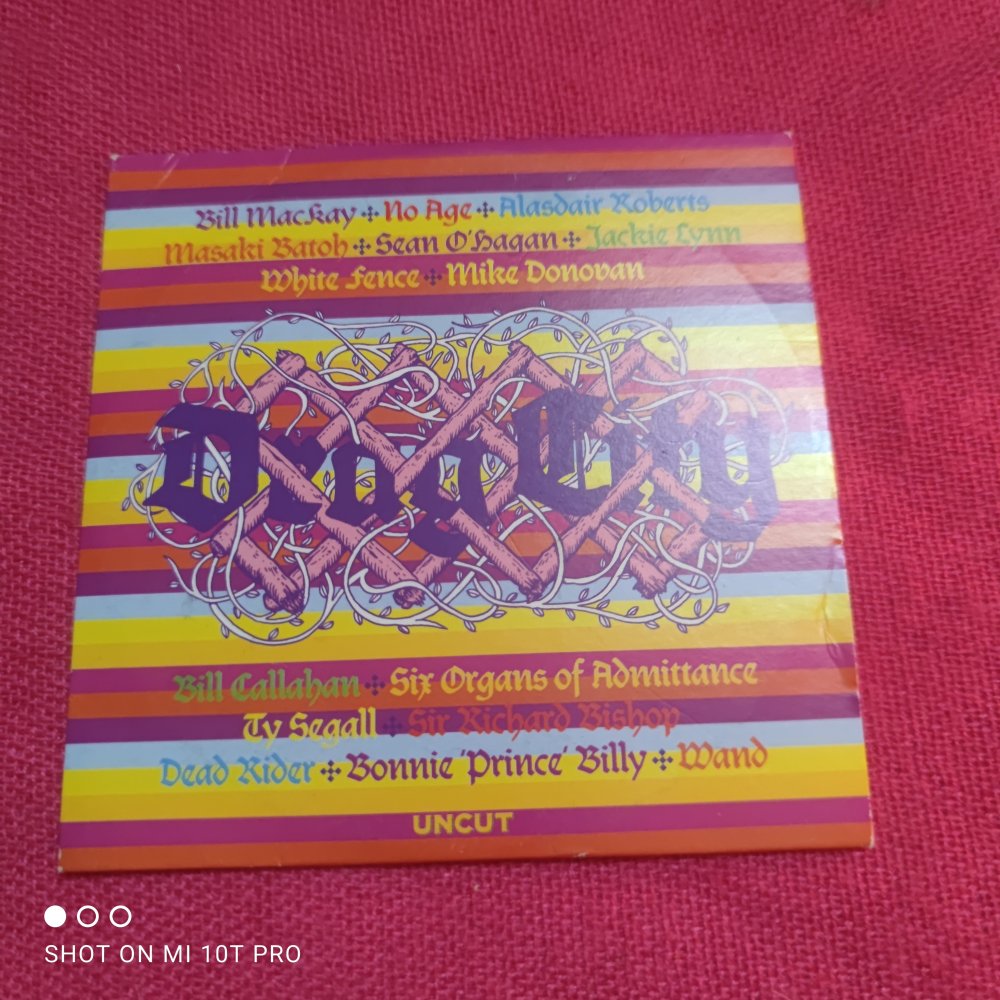 Bill MacKay ✣ No Age ✣ Alasdair Roberts
Masaki Batoh ✣ Sean O'Hagan ✣ Jackie Lynn
White Fence ✣ Mike Donovan
Drag City
Bill Callahan ✣ Six Organs of Admittance
Ty Segall ✣ Sir Richard Bishop
Dead Rider ✣ Bonnie 'Prince' Billy ✣ Wand
UNCUT
SHOT ON MI 10T PRO